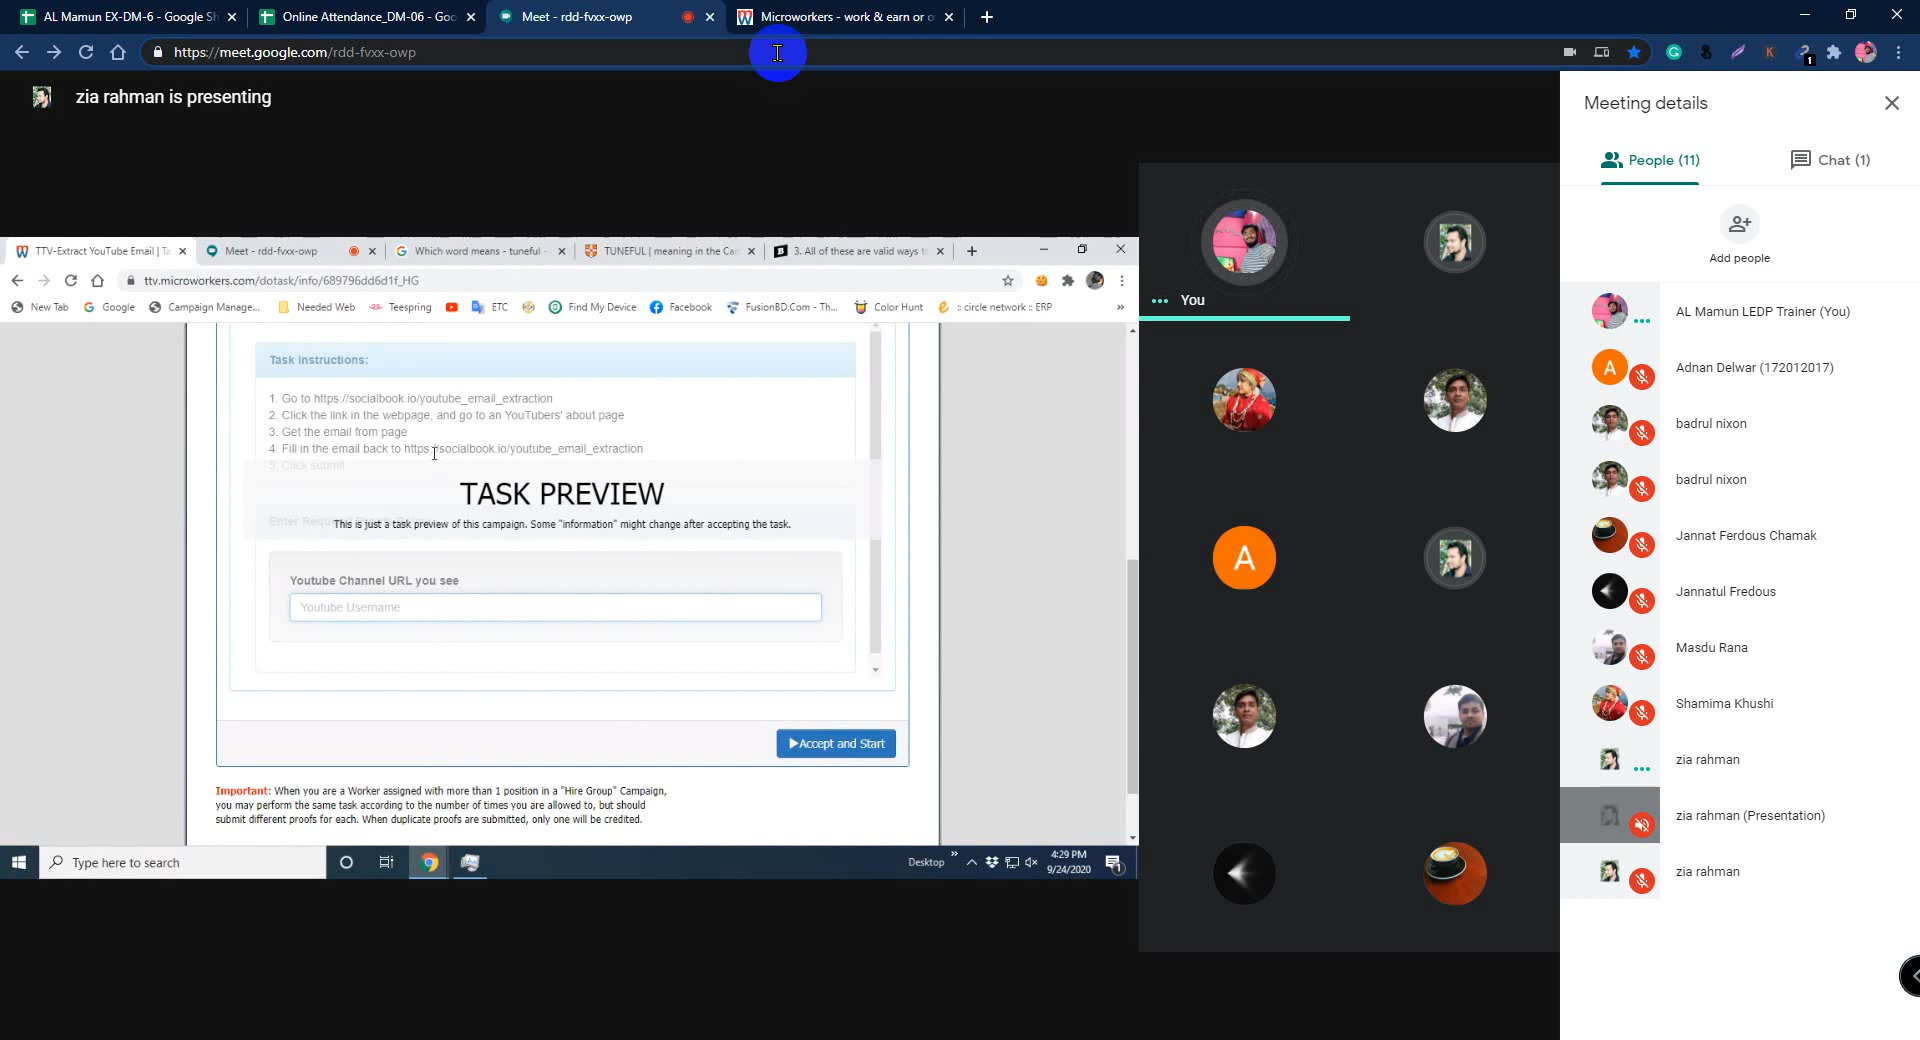 AL Mamun EX-DM-6 - Google Sh
Online Attendance_DM-06 - Goo
Meet - rdd-fvxx-owp
Microworkers - work & earn or o
https://meet.google.com/rdd-fvxx-owp
K
1
zia rahman is presenting
TTV-Extract YouTube Email | Ta
Meet - rdd-fvxx-owp
Which word means - tuneful -
TUNEFUL | meaning in the Cam
3. All of these are valid ways to
ttv.microworkers.com/dotask/info/689796dd6d1f_HG
New Tab
Google
Campaign Manage...
Needed Web
Teespring
ETC
Find My Device
Facebook
FusionBD.Com - Th...
Color Hunt
:: circle network :: ERP
»
Task Instructions:
1. Go to https://socialbook.io/youtube_email_extraction
2. Click the link in the webpage, and go to an YouTubers' about page
3. Get the email from page
4. Fill in the email back to https://socialbook.io/youtube_email_extraction
5. Click submit
TASK PREVIEW
This is just a task preview of this campaign. Some "information" might change after accepting the task.
Youtube Channel URL you see
Youtube Username
Accept and Start
Important: When you are a Worker assigned with more than 1 position in a "Hire Group" Campaign,
you may perform the same task according to the number of times you are allowed to, but should
submit different proofs for each. When duplicate proofs are submitted, only one will be credited.
Type here to search
Desktop
»
4:29 PM
9/24/2020
1
You
A
Meeting details
People (11)
Chat (1)
Add people
AL Mamun LEDP Trainer (You)
A
Adnan Delwar (172012017)
badrul nixon
badrul nixon
Jannat Ferdous Chamak
Jannatul Fredous
Masdu Rana
Shamima Khushi
zia rahman
zia rahman (Presentation)
zia rahman